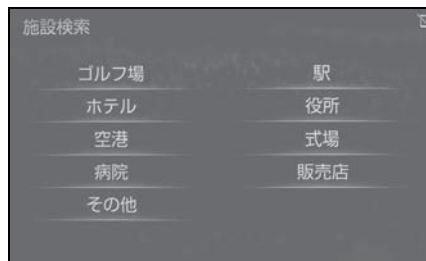 施設検索
ゴルフ場 駅
ホテル 役所
空港 式場
病院 販売店
その他